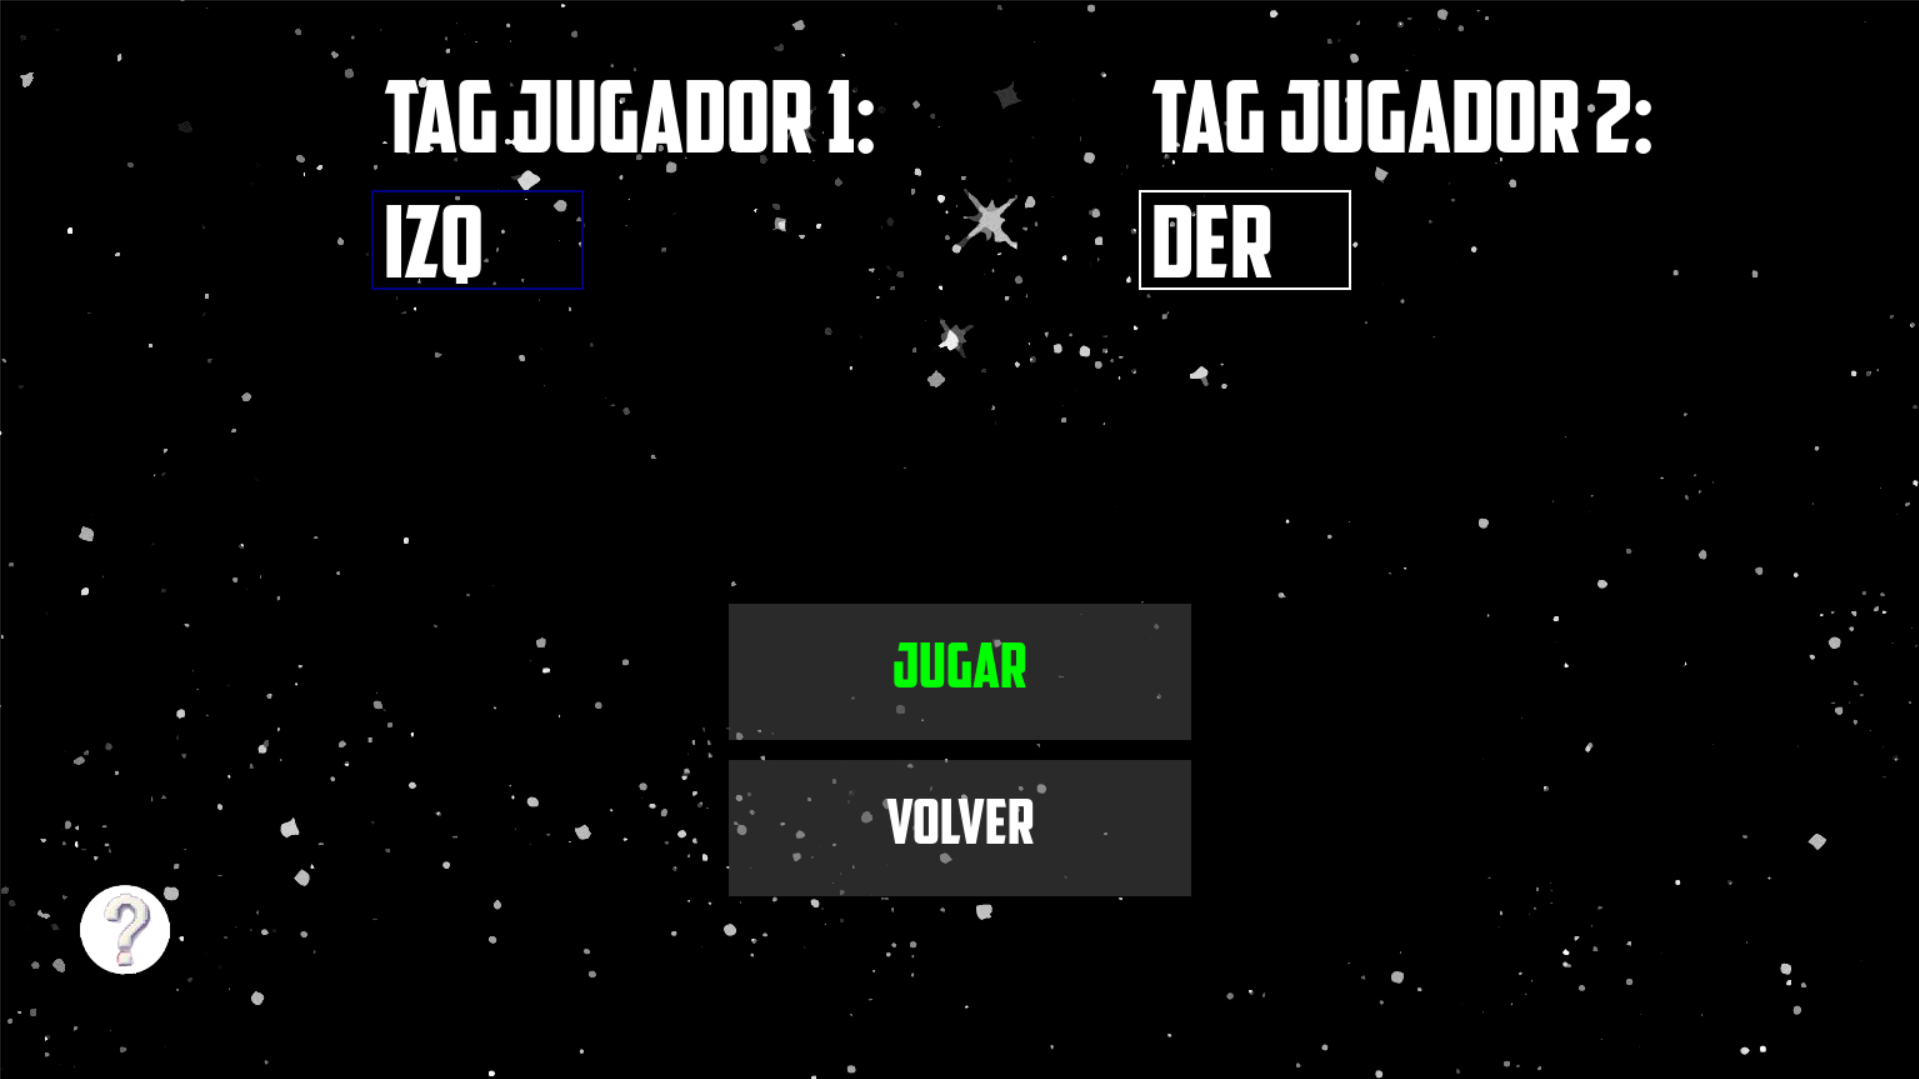 TAG JUGADOR 1:
IZQ
TAG JUGADOR 2:
DER
JUGAR
VOLVER
?